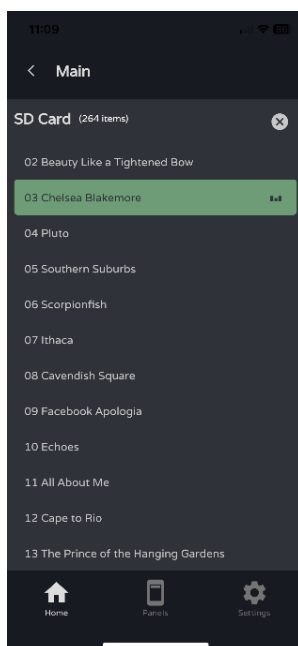 11:09
Main
SD Card (264 items)
02 Beauty Like a Tightened Bow
03 Chelsea Blakemore
04 Pluto
05 Southern Suburbs
06 Scorpionfish
07 Ithaca
08 Cavendish Square
09 Facebook Apologia
10 Echoes
11 All About Me
12 Cape to Rio
13 The Prince of the Hanging Gardens
Home Panels Settings